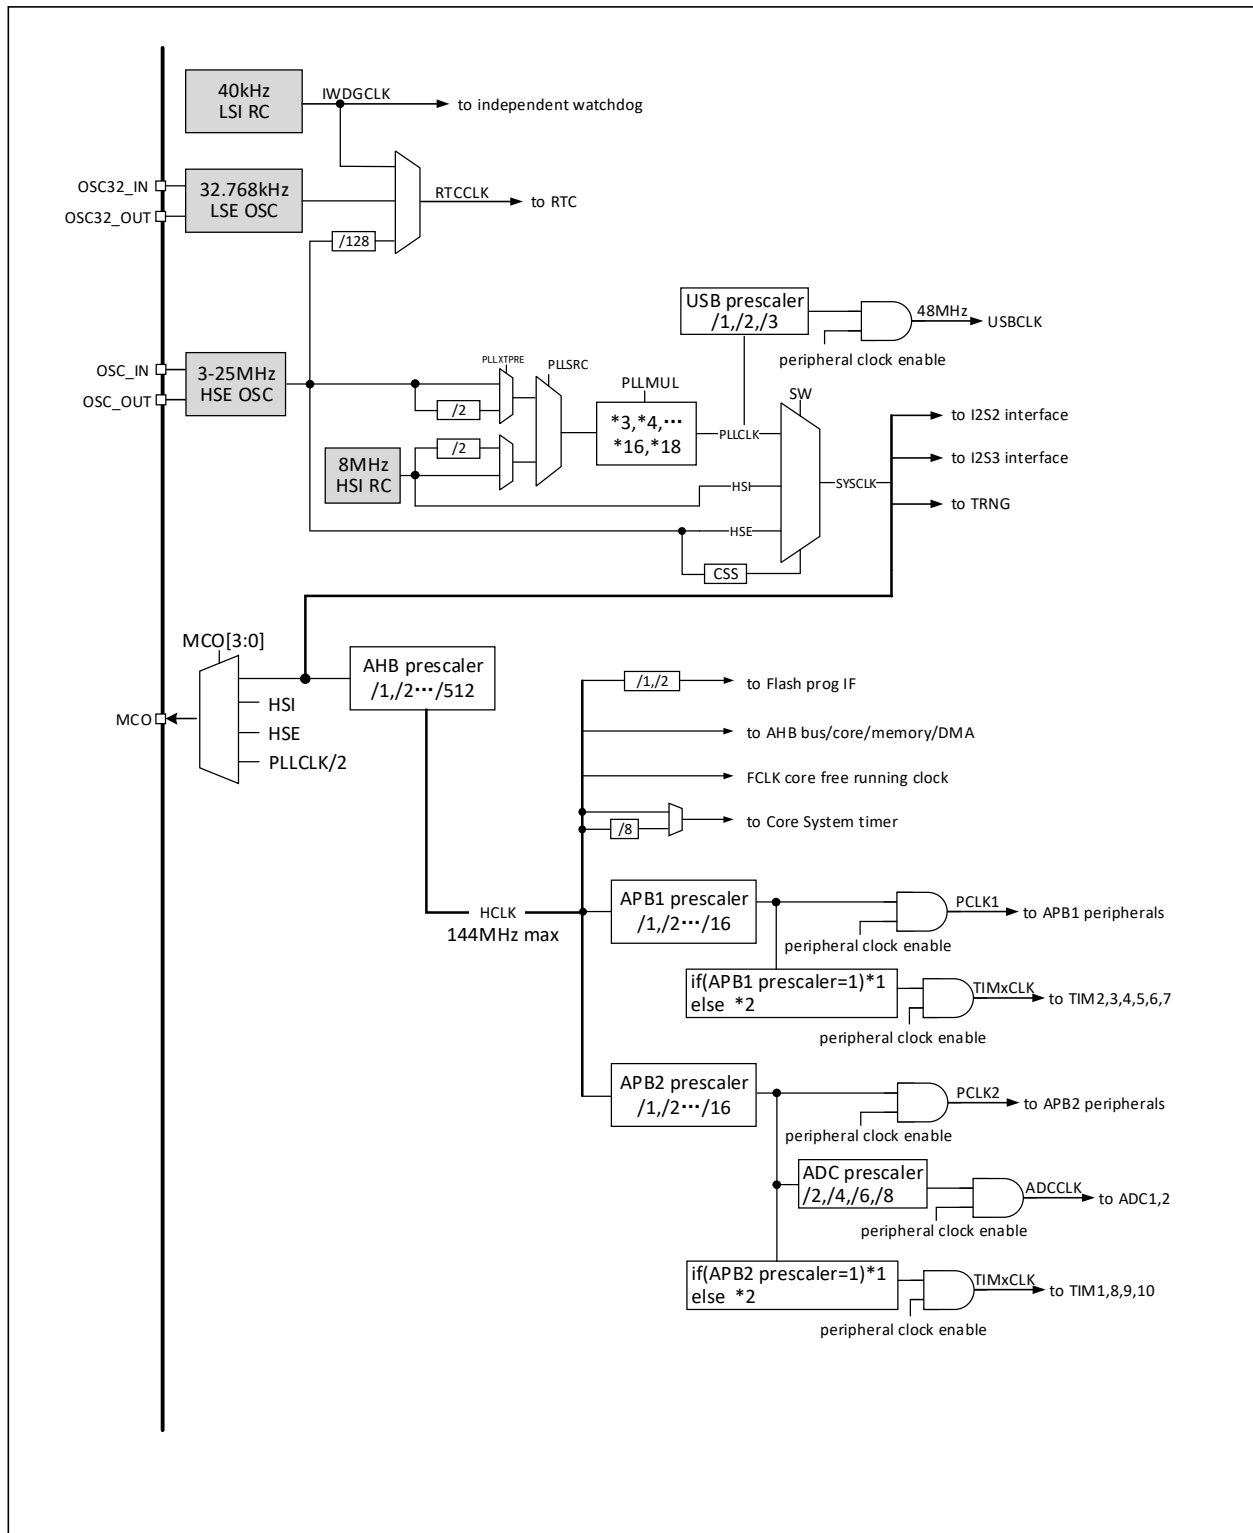 40kHz
LSI RC
IWDGCLK
to independent watchdog
OSC32_IN
OSC32_OUT
32.768kHz
LSE OSC
RTCCLK
to RTC
/128
USB prescaler
/1,/2,/3
48MHz
USBCLK
peripheral clock enable
OSC_IN
OSC_OUT
3-25MHz
HSE OSC
PLLXTPRE
PLLSRC
/2
PLLMUL
*3,*4,···
*16,*18
PLLCLK
SW
/2
8MHz
HSI RC
HSI
HSE
CSS
SYSCLK
to I2S2 interface
to I2S3 interface
to TRNG
MCO[3:0]
MCO
HSI
HSE
PLLCLK/2
AHB prescaler
/1,/2···/512
/1,/2
to Flash prog IF
to AHB bus/core/memory/DMA
FCLK core free running clock
/8
to Core System timer
HCLK
144MHz max
APB1 prescaler
/1,/2···/16
PCLK1
to APB1 peripherals
peripheral clock enable
if(APB1 prescaler=1)*1
else *2
TIMxCLK
to TIM2,3,4,5,6,7
peripheral clock enable
APB2 prescaler
/1,/2···/16
PCLK2
to APB2 peripherals
peripheral clock enable
ADC prescaler
/2,/4,/6,/8
ADCCLK
to ADC1,2
peripheral clock enable
if(APB2 prescaler=1)*1
else *2
TIMxCLK
to TIM1,8,9,10
peripheral clock enable